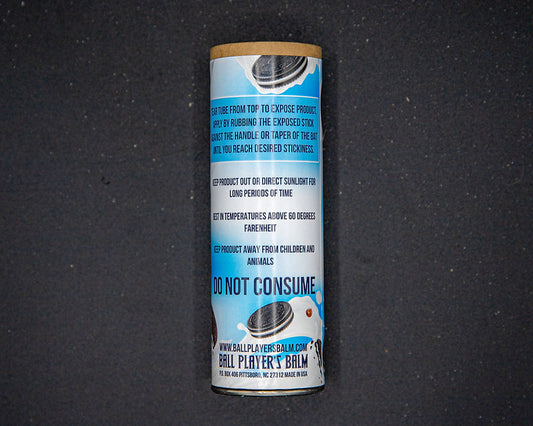 TEAR TUBE FROM TOP TO EXPOSE PRODUCT.
APPLY BY RUBBING THE EXPOSED STICK
AGAINST THE HANDLE OR TAPER OF THE BAT
UNTIL YOU REACH DESIRED STICKINESS.
KEEP PRODUCT OUT OR DIRECT SUNLIGHT FOR
LONG PERIODS OF TIME
BEST IN TEMPERATURES ABOVE 60 DEGREES
FARENHEIT
KEEP PRODUCT AWAY FROM CHILDREN AND
ANIMALS
DO NOT CONSUME
WWW.BALLPLAYERSBALM.COM
BALL PLAYER'S BALM
P.O. BOX 406 PITTSBORO, NC 27312 MADE IN USA